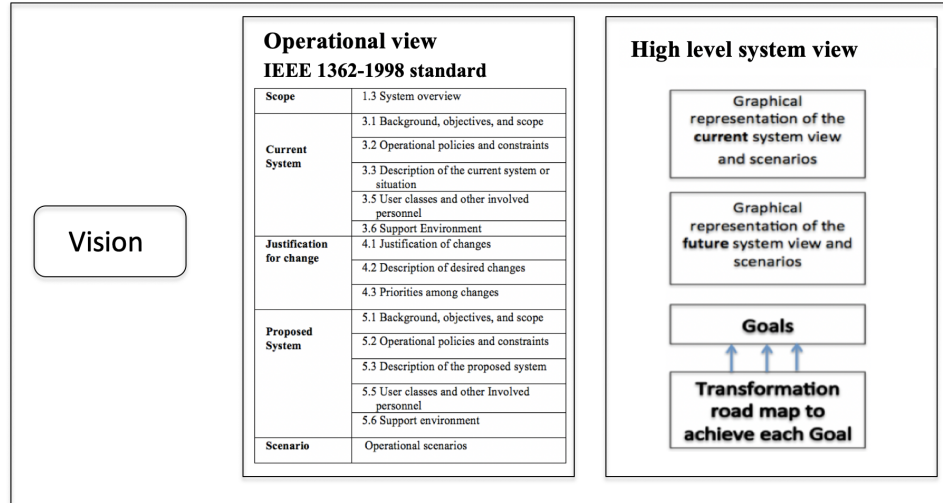 Vision
Operational view
IEEE 1362-1998 standard
Scope
1.3 System overview
Current
System
3.1 Background, objectives, and scope
3.2 Operational policies and constraints
3.3 Description of the current system or
situation
3.5 User classes and other involved
personnel
3.6 Support Environment
Justification
for change
4.1 Justification of changes
4.2 Description of desired changes
4.3 Priorities among changes
Proposed
System
5.1 Background, objectives, and scope
5.2 Operational policies and constraints
5.3 Description of the proposed system
5.5 User classes and other Involved
personnel
5.6 Support environment
Scenario
Operational scenarios
High level system view
Graphical
representation of the
current system view
and scenarios
Graphical
representation of the
future system view and
scenarios
Goals
Transformation
road map to
achieve each Goal